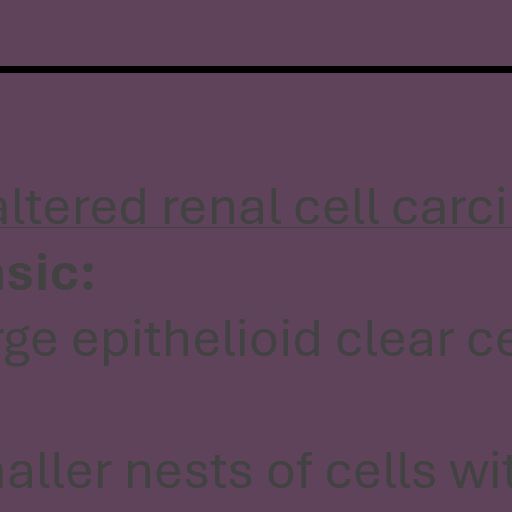 altered renal cell carci
sic:
rge epithelioid clear ce
aller nests of cells wit